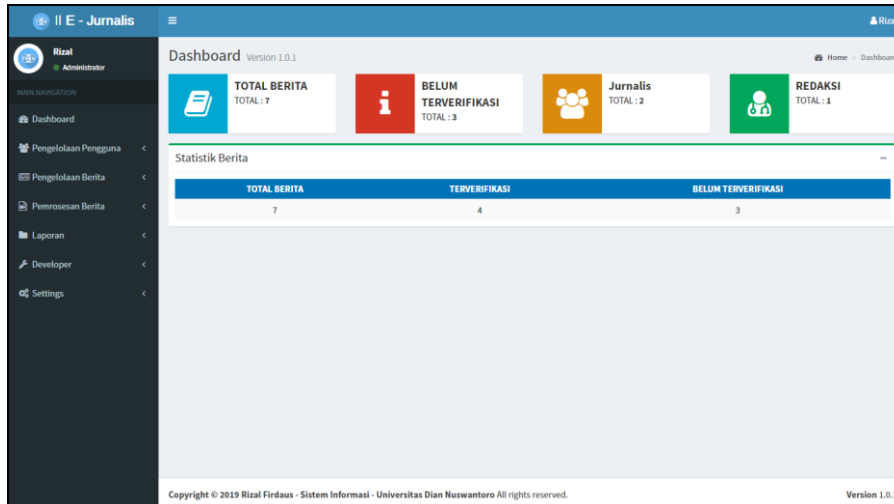 II E - Jurnalis
Riza
Rizal
Administrator
MAIN NAVIGATION
Dashboard
Pengelolaan Pengguna
Pengelolaan Berita
Pemrosesan Berita
Laporan
Developer
Settings
Dashboard Version 1.0.1
Home - Dashboar
TOTAL BERITA
TOTAL : 7
BELUM
TERVERIFIKASI
TOTAL : 3
Jurnalis
TOTAL : 2
REDAKSI
TOTAL : 1
Statistik Berita
TOTAL BERITA TERVERIFIKASI BELUM TERVERIFIKASI
7 4 3
Copyright © 2019 Rizal Firdaus - Sistem Informasi - Universitas Dian Nuswantoro All rights reserved.
Version 1.0.